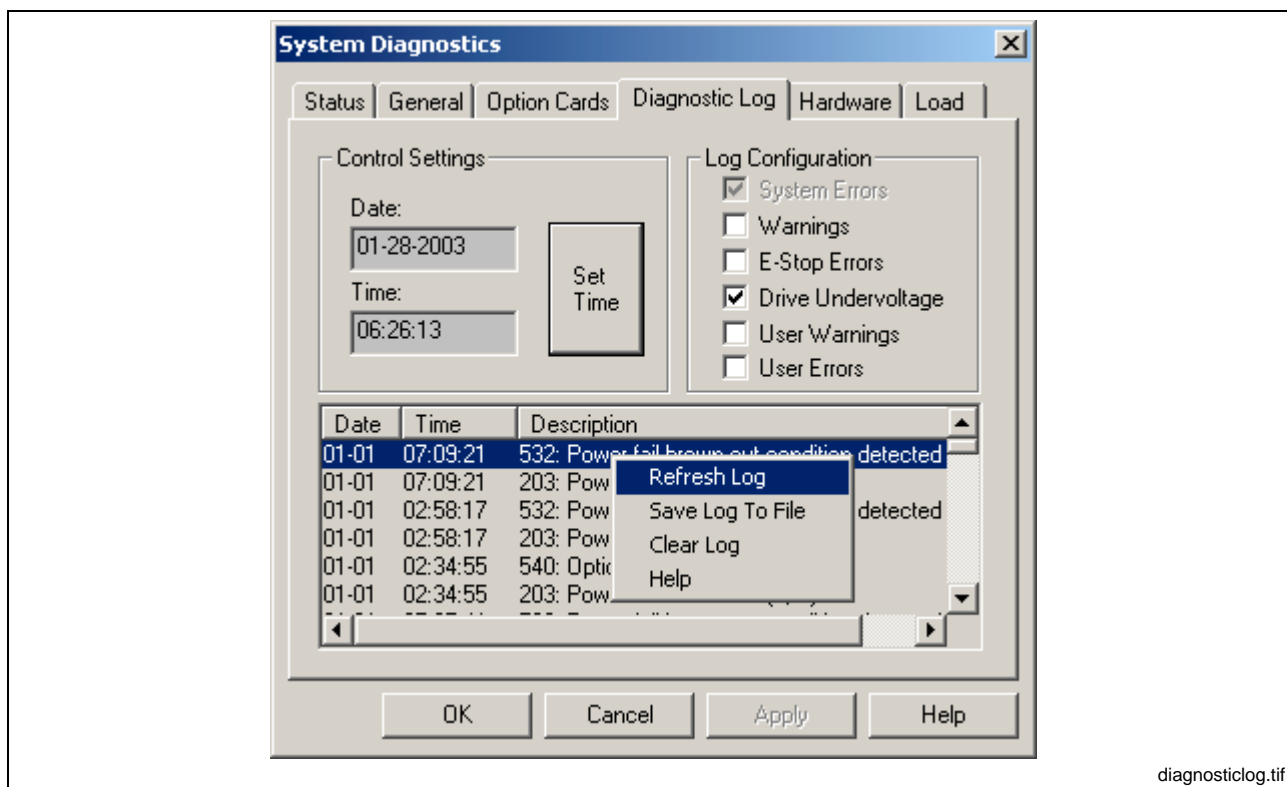 System Diagnostics
Status General Option Cards Diagnostic Log Hardware Load
Control Settings
Date:
01-28-2003
Time:
06:26:13
Set
Time
Log Configuration
System Errors
Warnings
E-Stop Errors
Drive Undervoltage
User Warnings
User Errors
Date Time Description
01-01 07:09:21 532: Power fail brown out condition detected
01-01 07:09:21 203: Pow
01-01 02:58:17 532: Pow detected
01-01 02:58:17 203: Pow
01-01 02:34:55 540: Optic
01-01 02:34:55 203: Pow
Refresh Log
Save Log To File
Clear Log
Help
OK Cancel Apply Help
diagnosticlog.tif